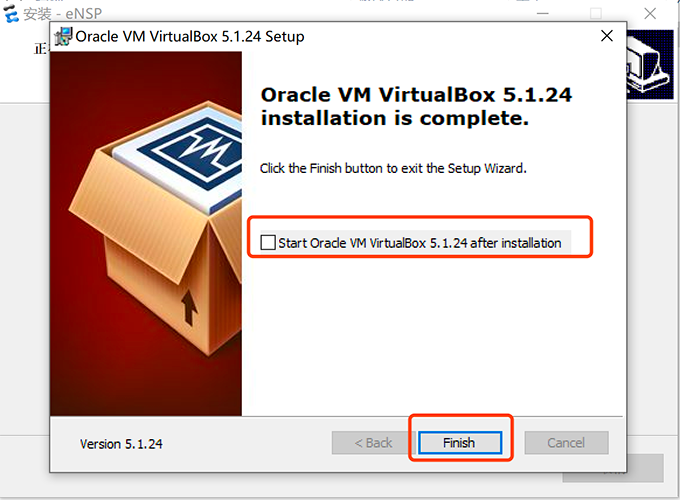 安装 - eNSP
Oracle VM VirtualBox 5.1.24 Setup
正
Oracle VM VirtualBox 5.1.24
installation is complete.
Click the Finish button to exit the Setup Wizard.
Start Oracle VM VirtualBox 5.1.24 after installation
Version 5.1.24
< Back
Finish
Cancel